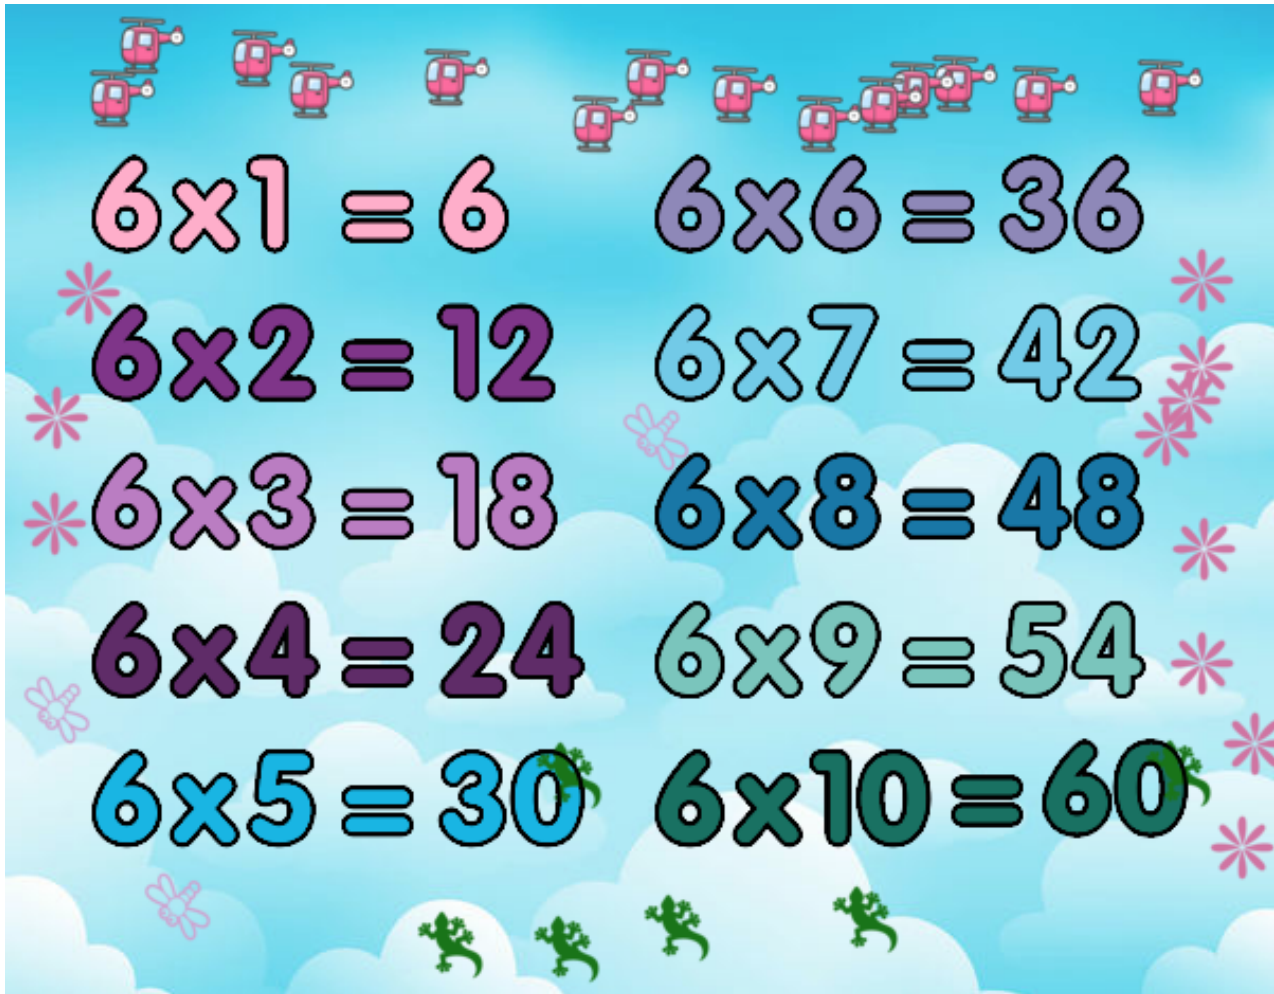 6x1 = 6
6x2 = 12
6x3 = 18
6x4 = 24
6x5 = 30
6x6 = 36
6x7 = 42
6x8 = 48
6x9 = 54
6x10 = 60